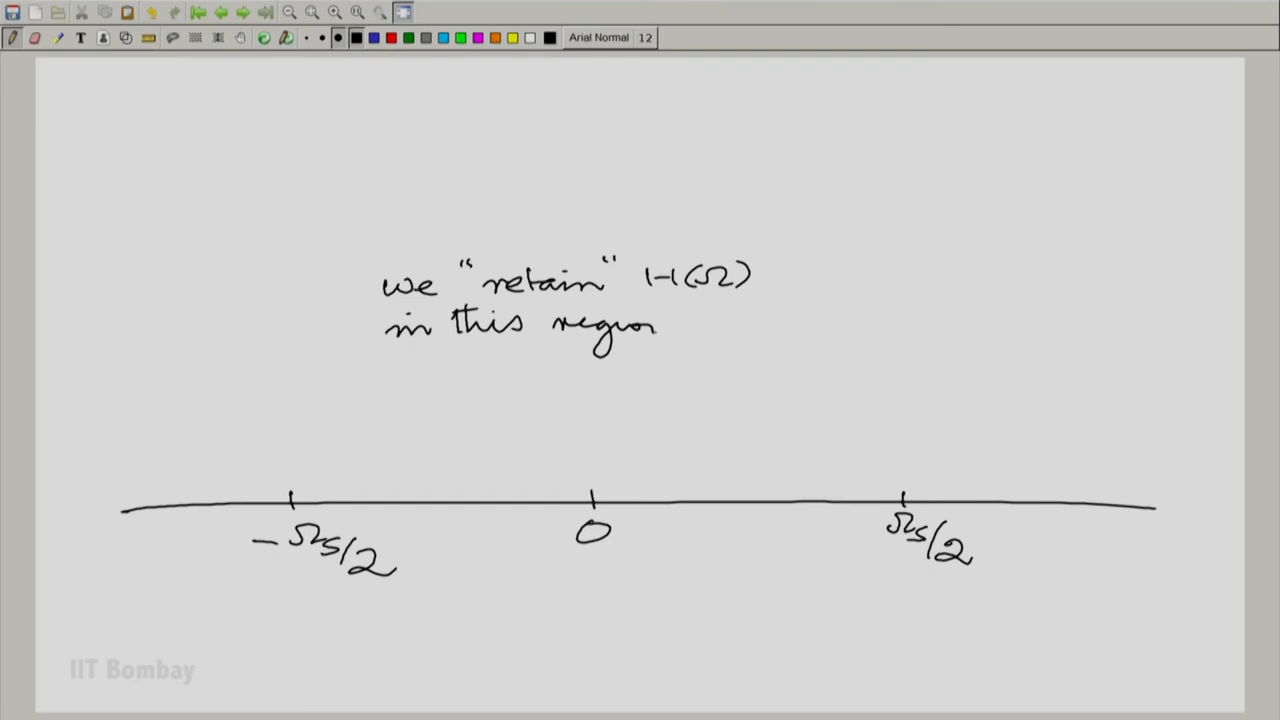 Arial Normal 12
we "retain" H(Ω)
in this region
-Ωs/2 0 Ωs/2
IIT Bombay